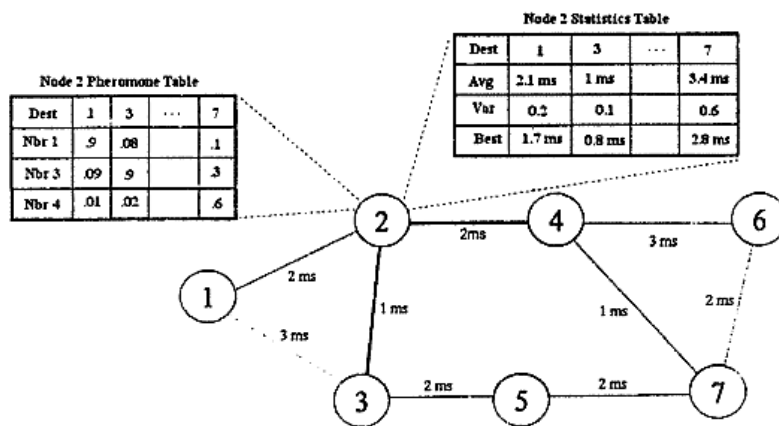 Node 2 Statistics Table
Dest 1 3 ... 7
Avg 2.1 ms 1 ms 3.4 ms
Var 0.2 0.1 0.6
Best 1.7 ms 0.8 ms 2.8 ms
Node 2 Pheromone Table
Dest 1 3 ... 7
Nbr 1 .9 .08 .1
Nbr 3 .09 .9 .3
Nbr 4 .01 .02 .6
2 2ms 4 3 ms 6
2 ms
1
1 ms
1 ms
2 ms
3 ms
3 2 ms 5 2 ms 7